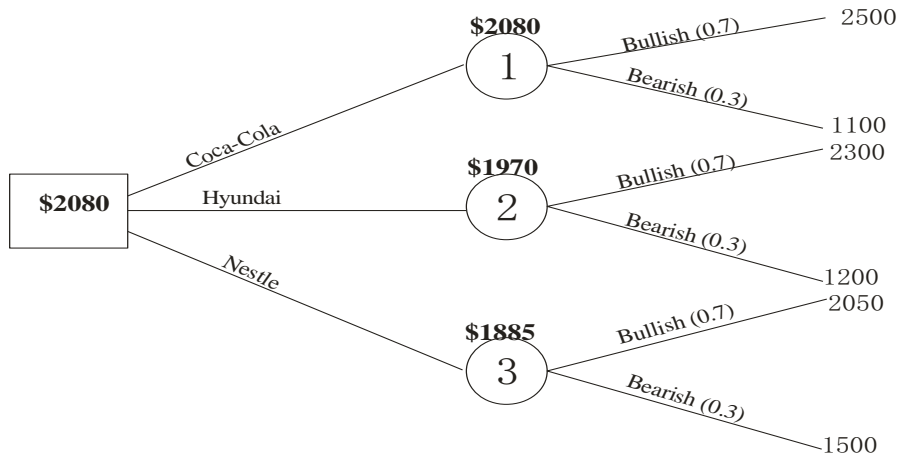 $2080
Coca-Cola
Hyundai
Nestle
$2080
1
Bullish (0.7)
2500
Bearish (0.3)
1100
$1970
2
Bullish (0.7)
2300
Bearish (0.3)
1200
$1885
3
Bullish (0.7)
2050
Bearish (0.3)
1500